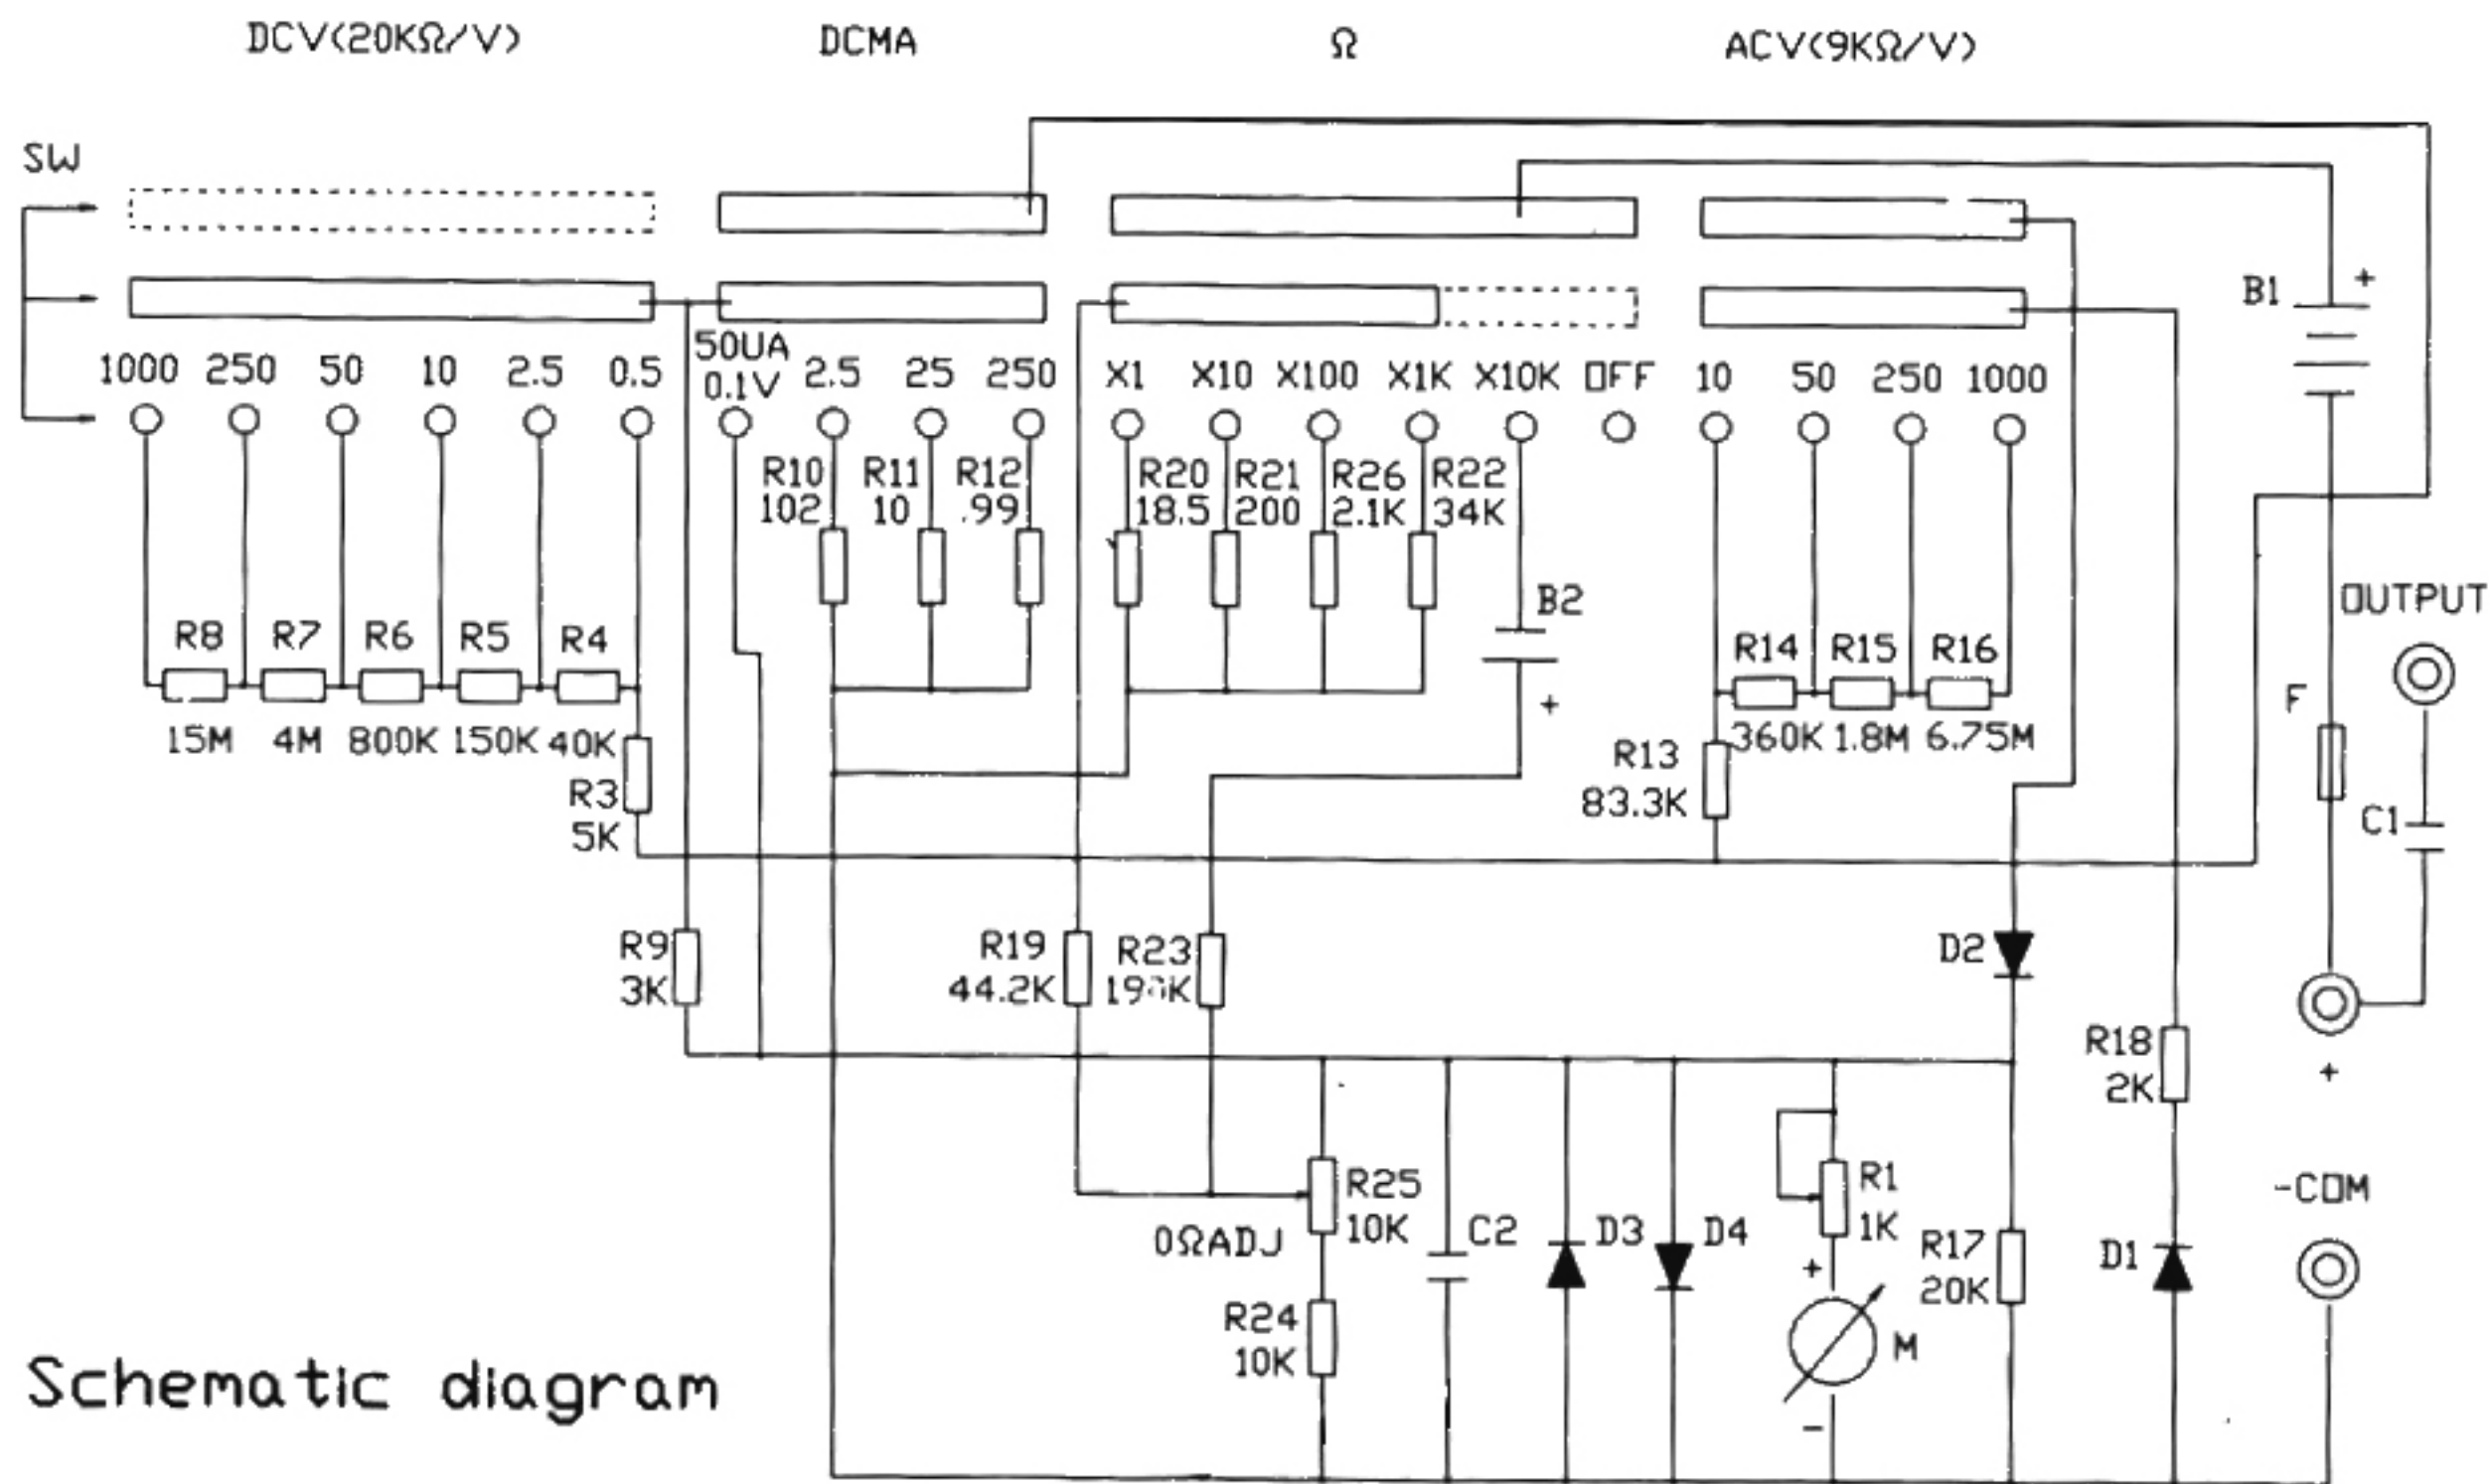 DCV(20KΩ/V) DCMA Ω ACV(9KΩ/V)
SW
B1 +
50UA
1000 250 50 10 2.5 0.5 0.1V 2.5 25 250 X1 X10 X100 X1K X10K OFF 10 50 250 1000
R10 R11 R12 R20 R21 R26 R22
102 10 .99 18.5 200 2.1K 34K
B2
+
OUTPUT
R8 R7 R6 R5 R4 R14 R15 R16
F
15M 4M 800K 150K 40K 360K 1.8M 6.75M
R13
83.3K
R3
5K
C1
R9 R19 R23 D2
3K 44.2K
R18
2K
+
R25
10K
0ΩADJ
C2 D3 D4
R1
1K
+
R17
20K
D1
-COM
R24
10K
M
-
Schematic diagram